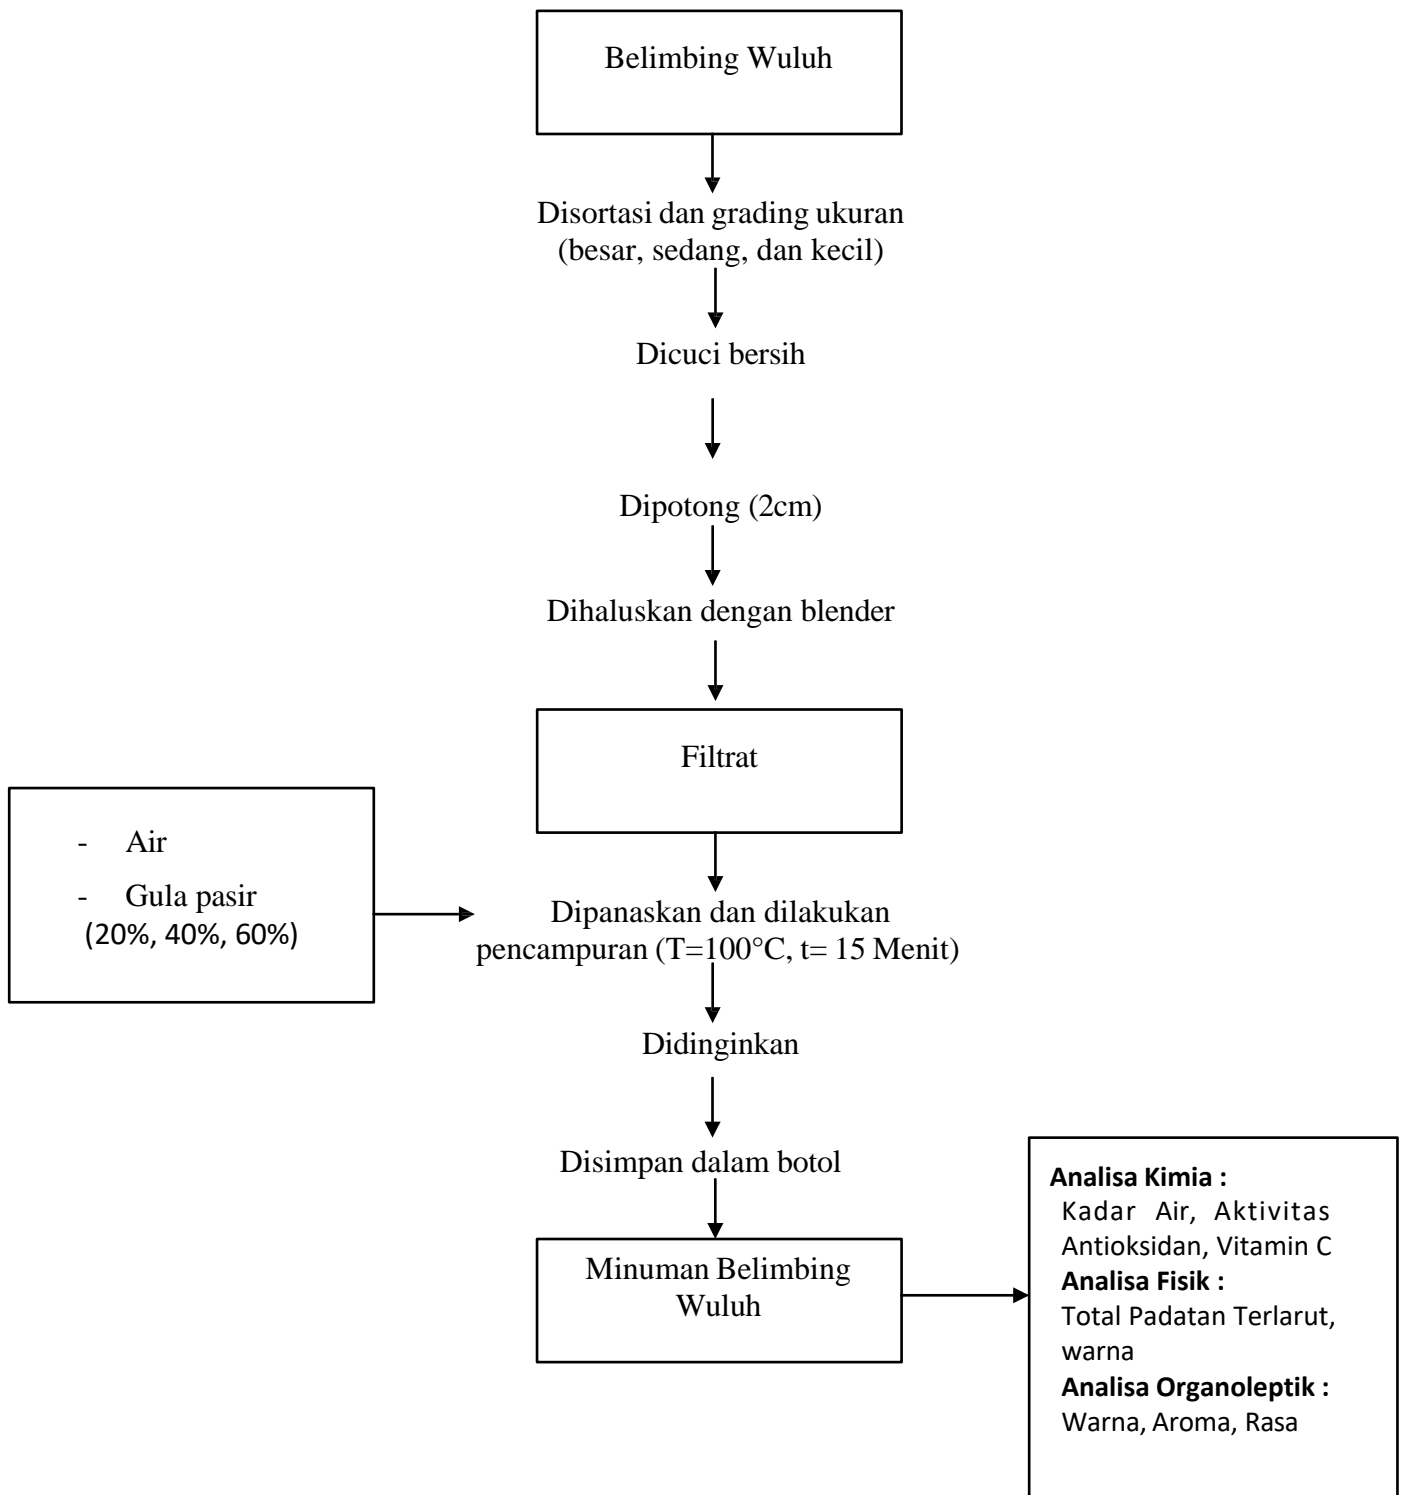 Belimbing Wuluh
Disortasi dan grading ukuran
(besar, sedang, dan kecil)
Dicuci bersih
Dipotong (2cm)
Dihaluskan dengan blender
Filtrat
- Air
- Gula pasir
(20%, 40%, 60%)
Dipanaskan dan dilakukan
pencampuran (T=100°C, t= 15 Menit)
Didinginkan
Disimpan dalam botol
Minuman Belimbing
Wuluh
Analisa Kimia :
Kadar Air, Aktivitas
Antioksidan, Vitamin C
Analisa Fisik :
Total Padatan Terlarut,
warna
Analisa Organoleptik :
Warna, Aroma, Rasa